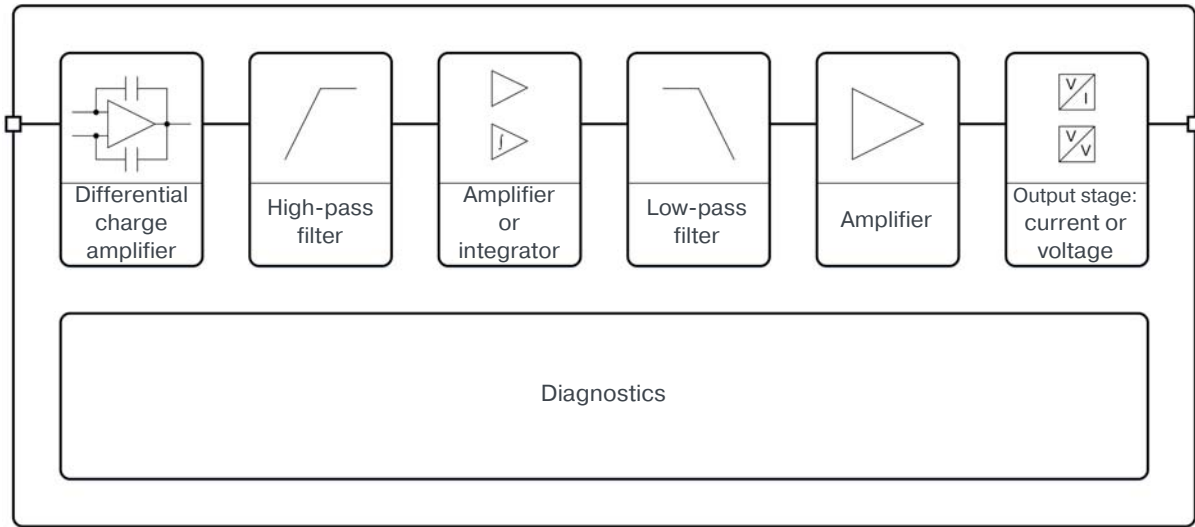 ∫
V
I
V
V
Differential
charge
amplifier
High-pass
filter
Amplifier
or
integrator
Low-pass
filter
Amplifier
Output stage:
current or
voltage
Diagnostics